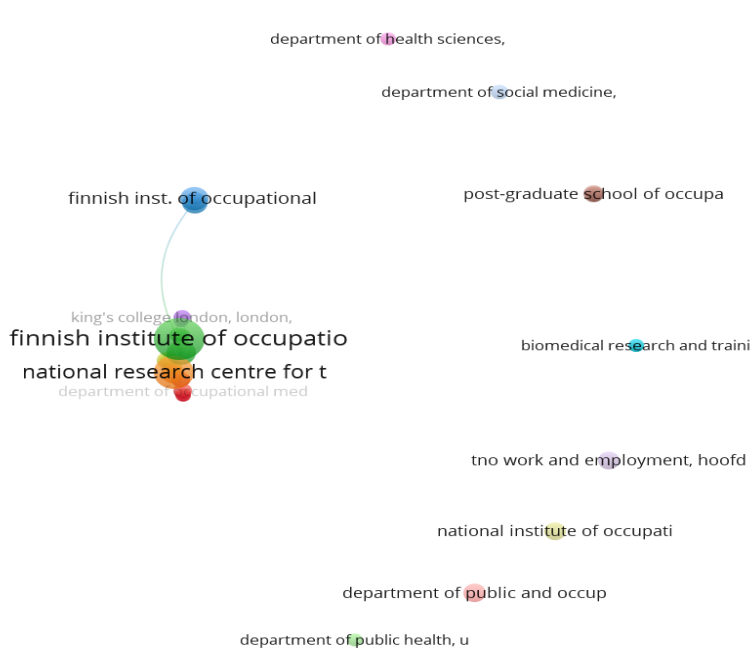 department of health sciences,
department of social medicine,
finnish inst. of occupational
post-graduate school of occupa
king's college london, london,
finnish institute of occupatio
biomedical research and traini
national research centre for t
department of occupational med
tno work and employment, hoofd
national institute of occupati
department of public and occup
department of public health, u